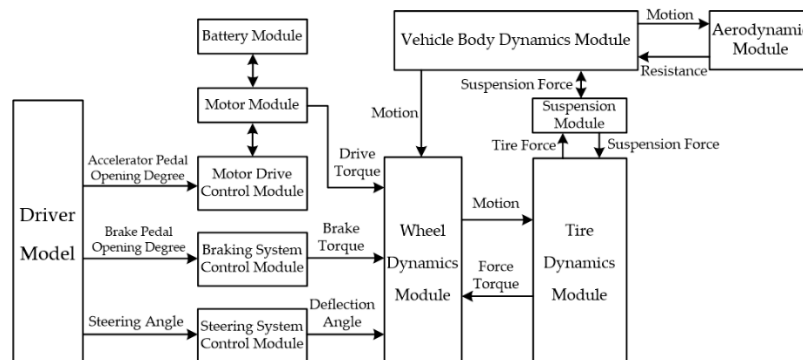 Battery Module
Motor Module
Motor Drive
Control Module
Braking System
Control Module
Steering System
Control Module
Driver
Model
Accelerator Pedal
Opening Degree
Brake Pedal
Opening Degree
Steering Angle
Drive
Torque
Brake
Torque
Deflection
Angle
Vehicle Body Dynamics Module
Motion
Resistance
Aerodynamic
Module
Suspension Force
Motion
Suspension
Module
Tire Force
Suspension Force
Wheel
Dynamics
Module
Motion
Force
Torque
Tire
Dynamics
Module